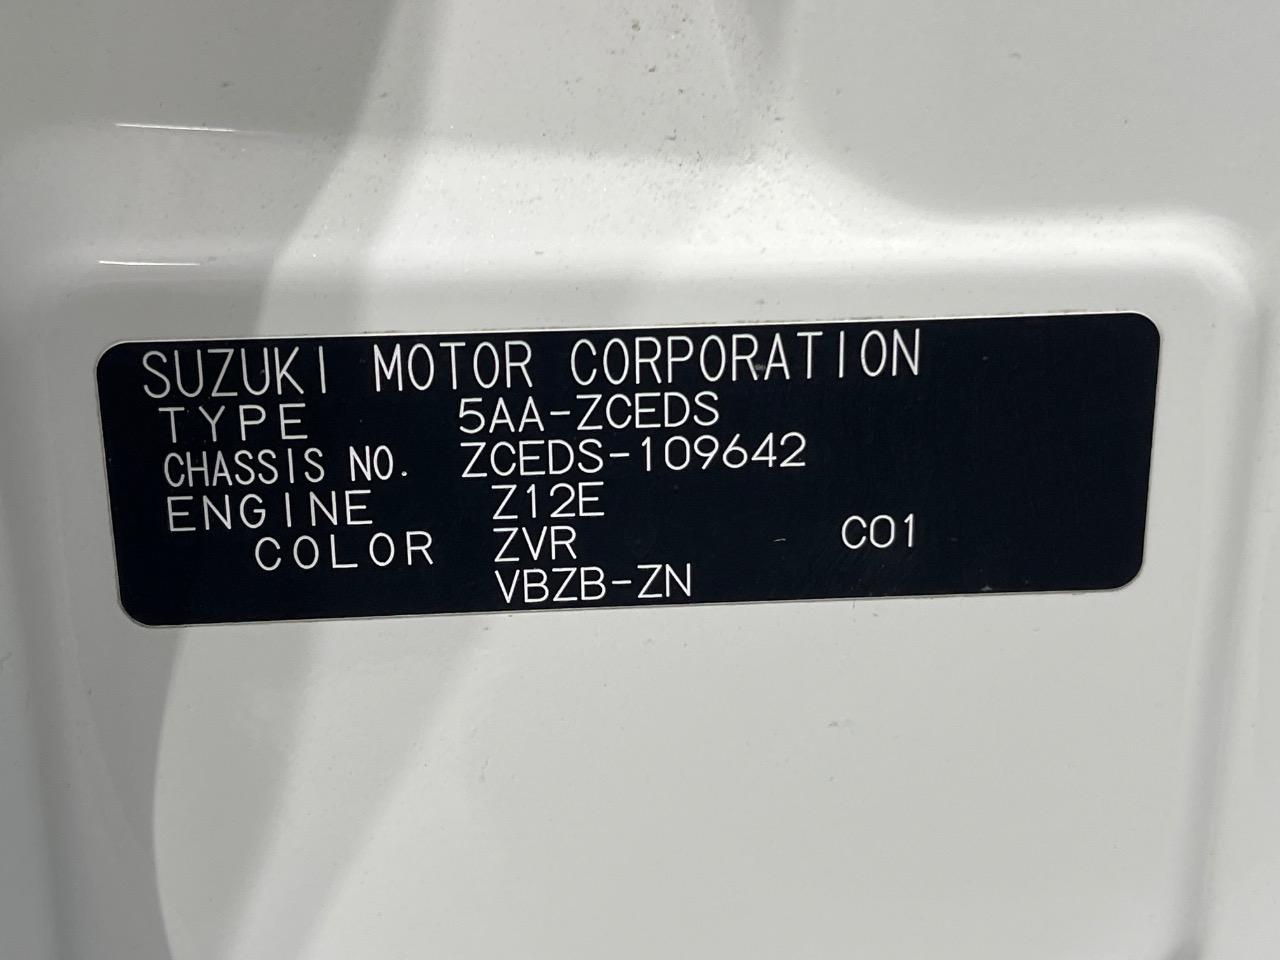 SUZUKI MOTOR CORPORATION
TYPE 5AA-ZCEDS
CHASSIS NO. ZCEDS-109642
ENGINE Z12E
COLOR ZVR C01
VBZB-ZN